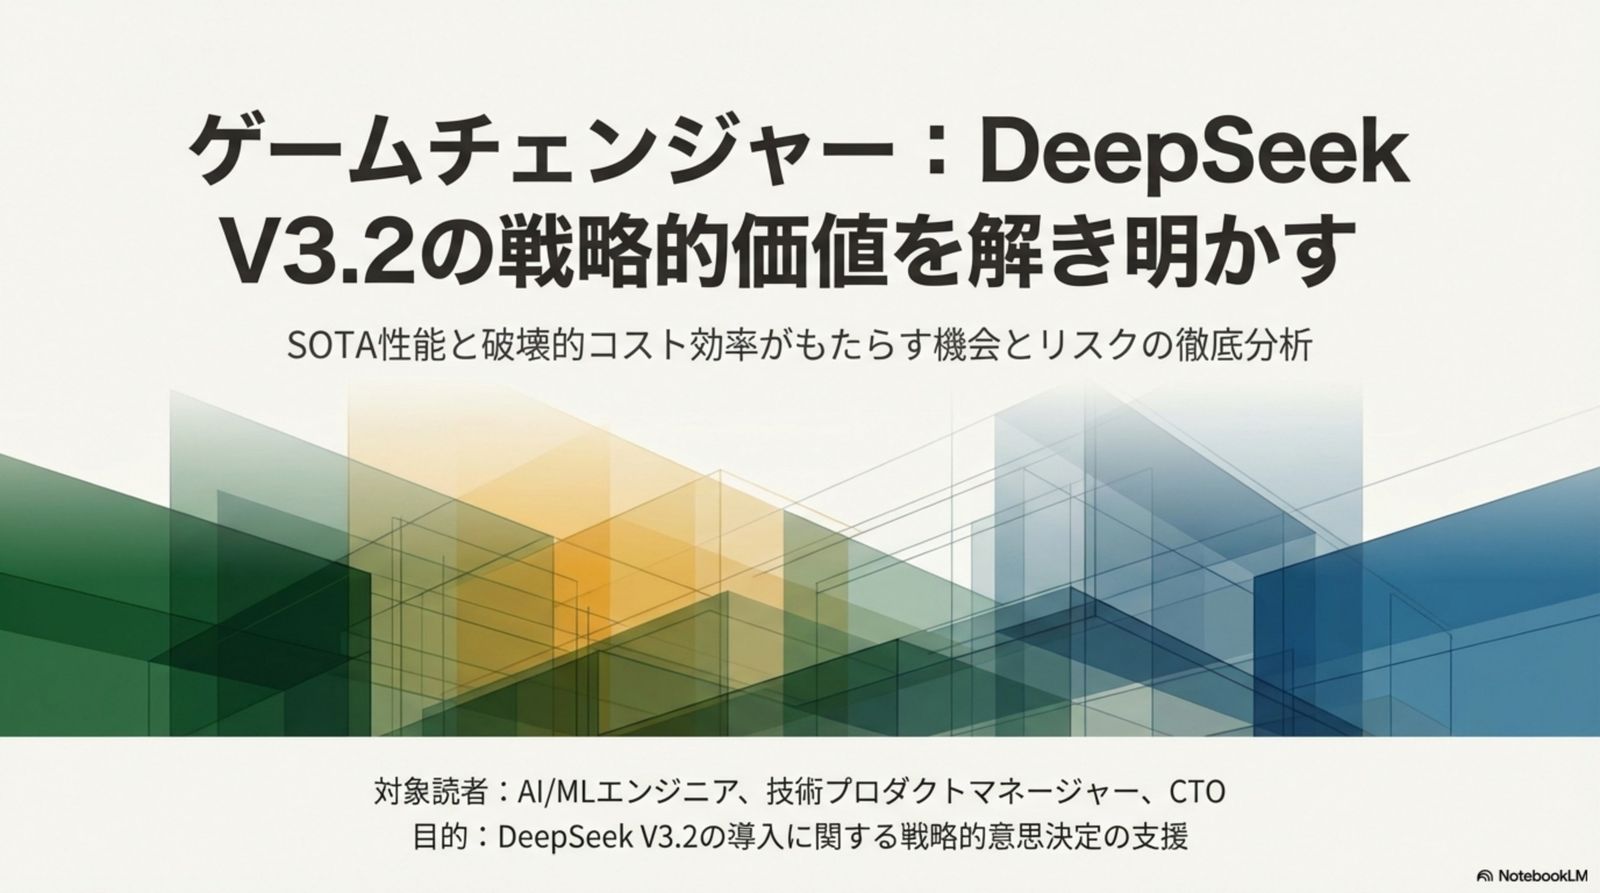 ゲームチェンジャー：DeepSeek
V3.2の戦略的価値を解き明かす
SOTA性能と破壊的コスト効率がもたらす機会とリスクの徹底分析
対象読者：AI/MLエンジニア、技術プロダクトマネージャー、CTO
目的：DeepSeek V3.2の導入に関する戦略的意思決定の支援
NotebookLM